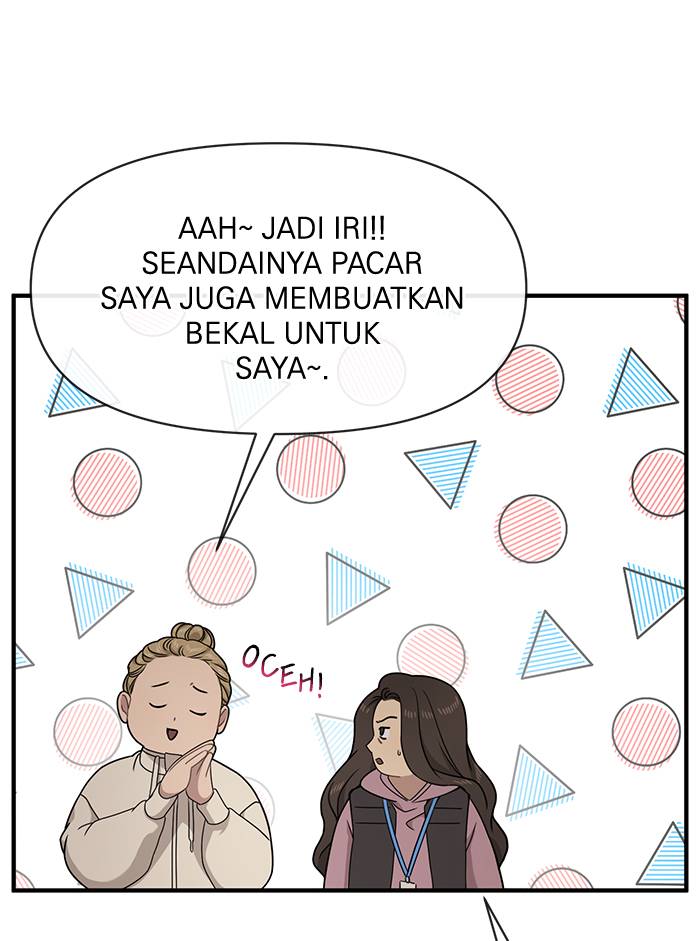 AAH~ JADI IRI!!
SEANDAINYA PACAR
SAYA JUGA MEMBUATKAN
BEKAL UNTUK
SAYA~.
OCEH!